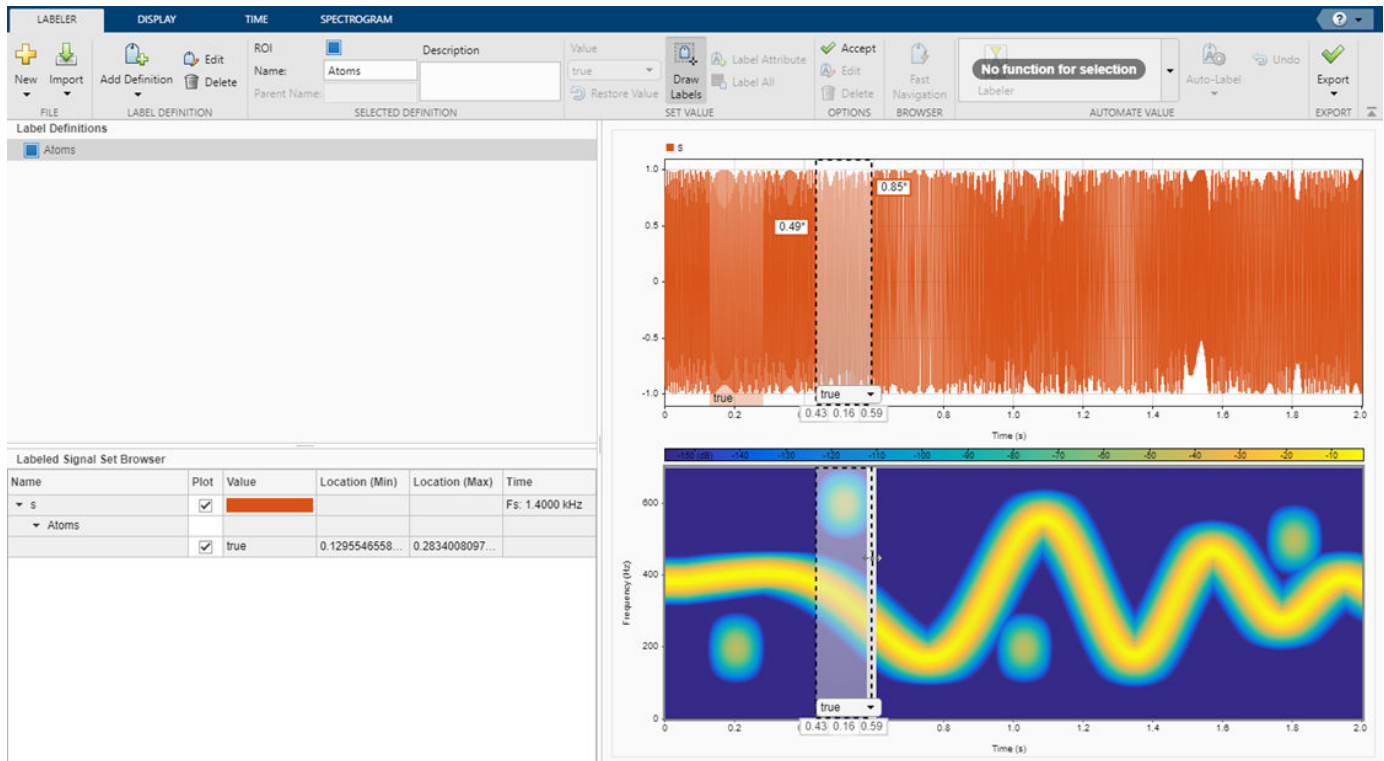 LABELER DISPLAY TIME SPECTROGRAM ?
New Import Add Definition Edit Delete ROI Name: Atoms Parent Name: Description Value true Restore Value Draw Labels Label Attribute Label All Accept Edit Delete Fast Navigation No function for selection Labeler Auto-Label Undo Export
FILE LABEL DEFINITION SELECTED DEFINITION SET VALUE OPTIONS BROWSER AUTOMATE VALUE EXPORT
Label Definitions
Atoms
Labeled Signal Set Browser
Name Plot Value Location (Min) Location (Max) Time
s Fs: 1.4000 kHz
Atoms
true 0.1295546558... 0.2834008097...
s
1.0
0.85*
0.5
0.49*
0
-0.5
-1.0
true true
0 0.2 0.43 0.16 0.59 0.8 1.0 1.2 1.4 1.6 1.8 2.0
Time (s)
-150 (dB) -140 -130 -120 -110 -100 -90 -80 -70 -60 -50 -40 -30 -20 -10
600
400
Frequency (Hz)
200
0
true
0 0.2 0.43 0.16 0.59 0.8 1.0 1.2 1.4 1.6 1.8 2.0
Time (s)